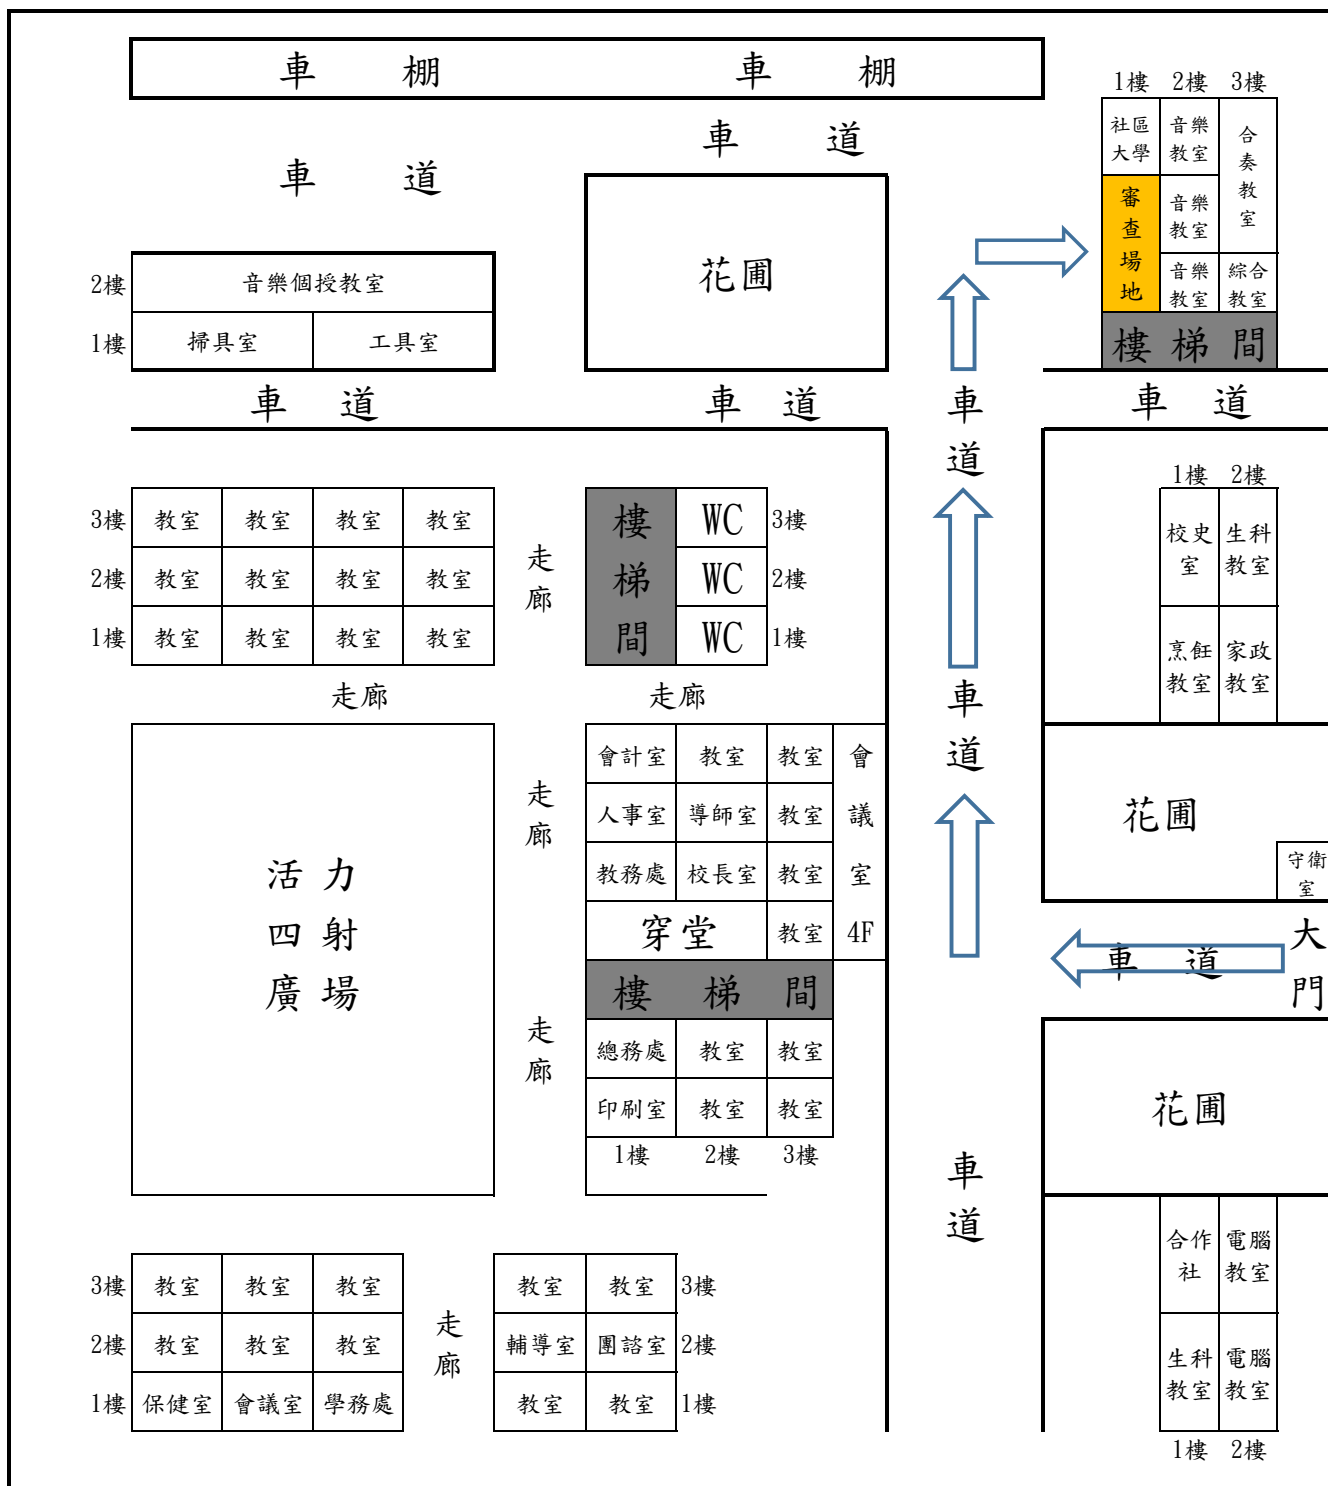 車 棚 車 棚
1樓 2樓 3樓
社區大學 音樂教室 合奏教室
車 道 車 道
審查場地 音樂教室
花圃
2樓 音樂個授教室
音樂教室 綜合教室
1樓 掃具室 工具室
樓梯間
車 道 車 道 車道 車 道
1樓 2樓
3樓 教室 教室 教室 教室
2樓 教室 教室 教室 教室
1樓 教室 教室 教室 教室
走廊
樓梯間
WC 3樓
WC 2樓
WC 1樓
校史室 生科教室
烹飪教室 家政教室
走廊 走廊
車道
活力
四射
廣場
走廊
會計室 教室 教室
人事室 導師室 教室
教務處 校長室 教室
穿堂 教室
會議室4F
花圃
守衛室
車 道
大門
樓 梯 間
走廊
總務處 教室 教室
印刷室 教室 教室
1樓 2樓 3樓
花圃
車道
3樓 教室 教室 教室
2樓 教室 教室 教室
1樓 保健室 會議室 學務處
走廊
教室 教室 3樓
輔導室 團諮室 2樓
教室 教室 1樓
合作社 電腦教室
生科教室 電腦教室
1樓 2樓